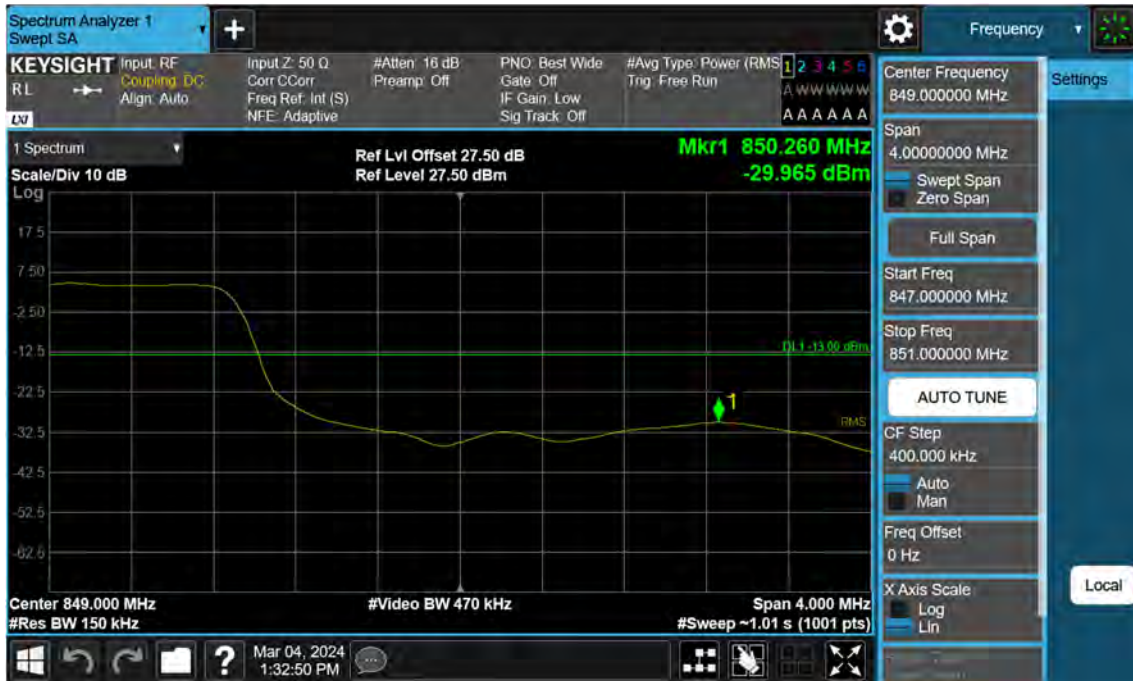 Spectrum Analyzer 1
Swept SA
+
Frequency
KEYSIGHT
RL
LXI
Input: RF
Coupling: DC
Align: Auto
Input Z: 50 Ω
Corr CCorr
Freq Ref: Int (S)
NFE: Adaptive
#Atten: 16 dB
Preamp: Off
PNO: Best Wide
Gate: Off
IF Gain: Low
Sig Track: Off
#Avg Type: Power (RMS
Trig: Free Run
1 2 3 4 5 6
A W W W W W
A A A A A A
1 Spectrum
Scale/Div 10 dB
Log
Ref Lvl Offset 27.50 dB
Ref Level 27.50 dBm
Mkr1 850.260 MHz
-29.965 dBm
17.5
7.50
-2.50
-12.5
-22.5
-32.5
-42.5
-52.5
-62.5
DL1 -13.00 dBm
1
RMS
Center 849.000 MHz
#Res BW 150 kHz
#Video BW 470 kHz
Span 4.000 MHz
#Sweep ~1.01 s (1001 pts)
Center Frequency
849.000000 MHz
Settings
Span
4.00000000 MHz
Swept Span
Zero Span
Full Span
Start Freq
847.000000 MHz
Stop Freq
851.000000 MHz
AUTO TUNE
CF Step
400.000 kHz
Auto
Man
Freq Offset
0 Hz
X Axis Scale
Log
Lin
Local
?
Mar 04, 2024
1:32:50 PM